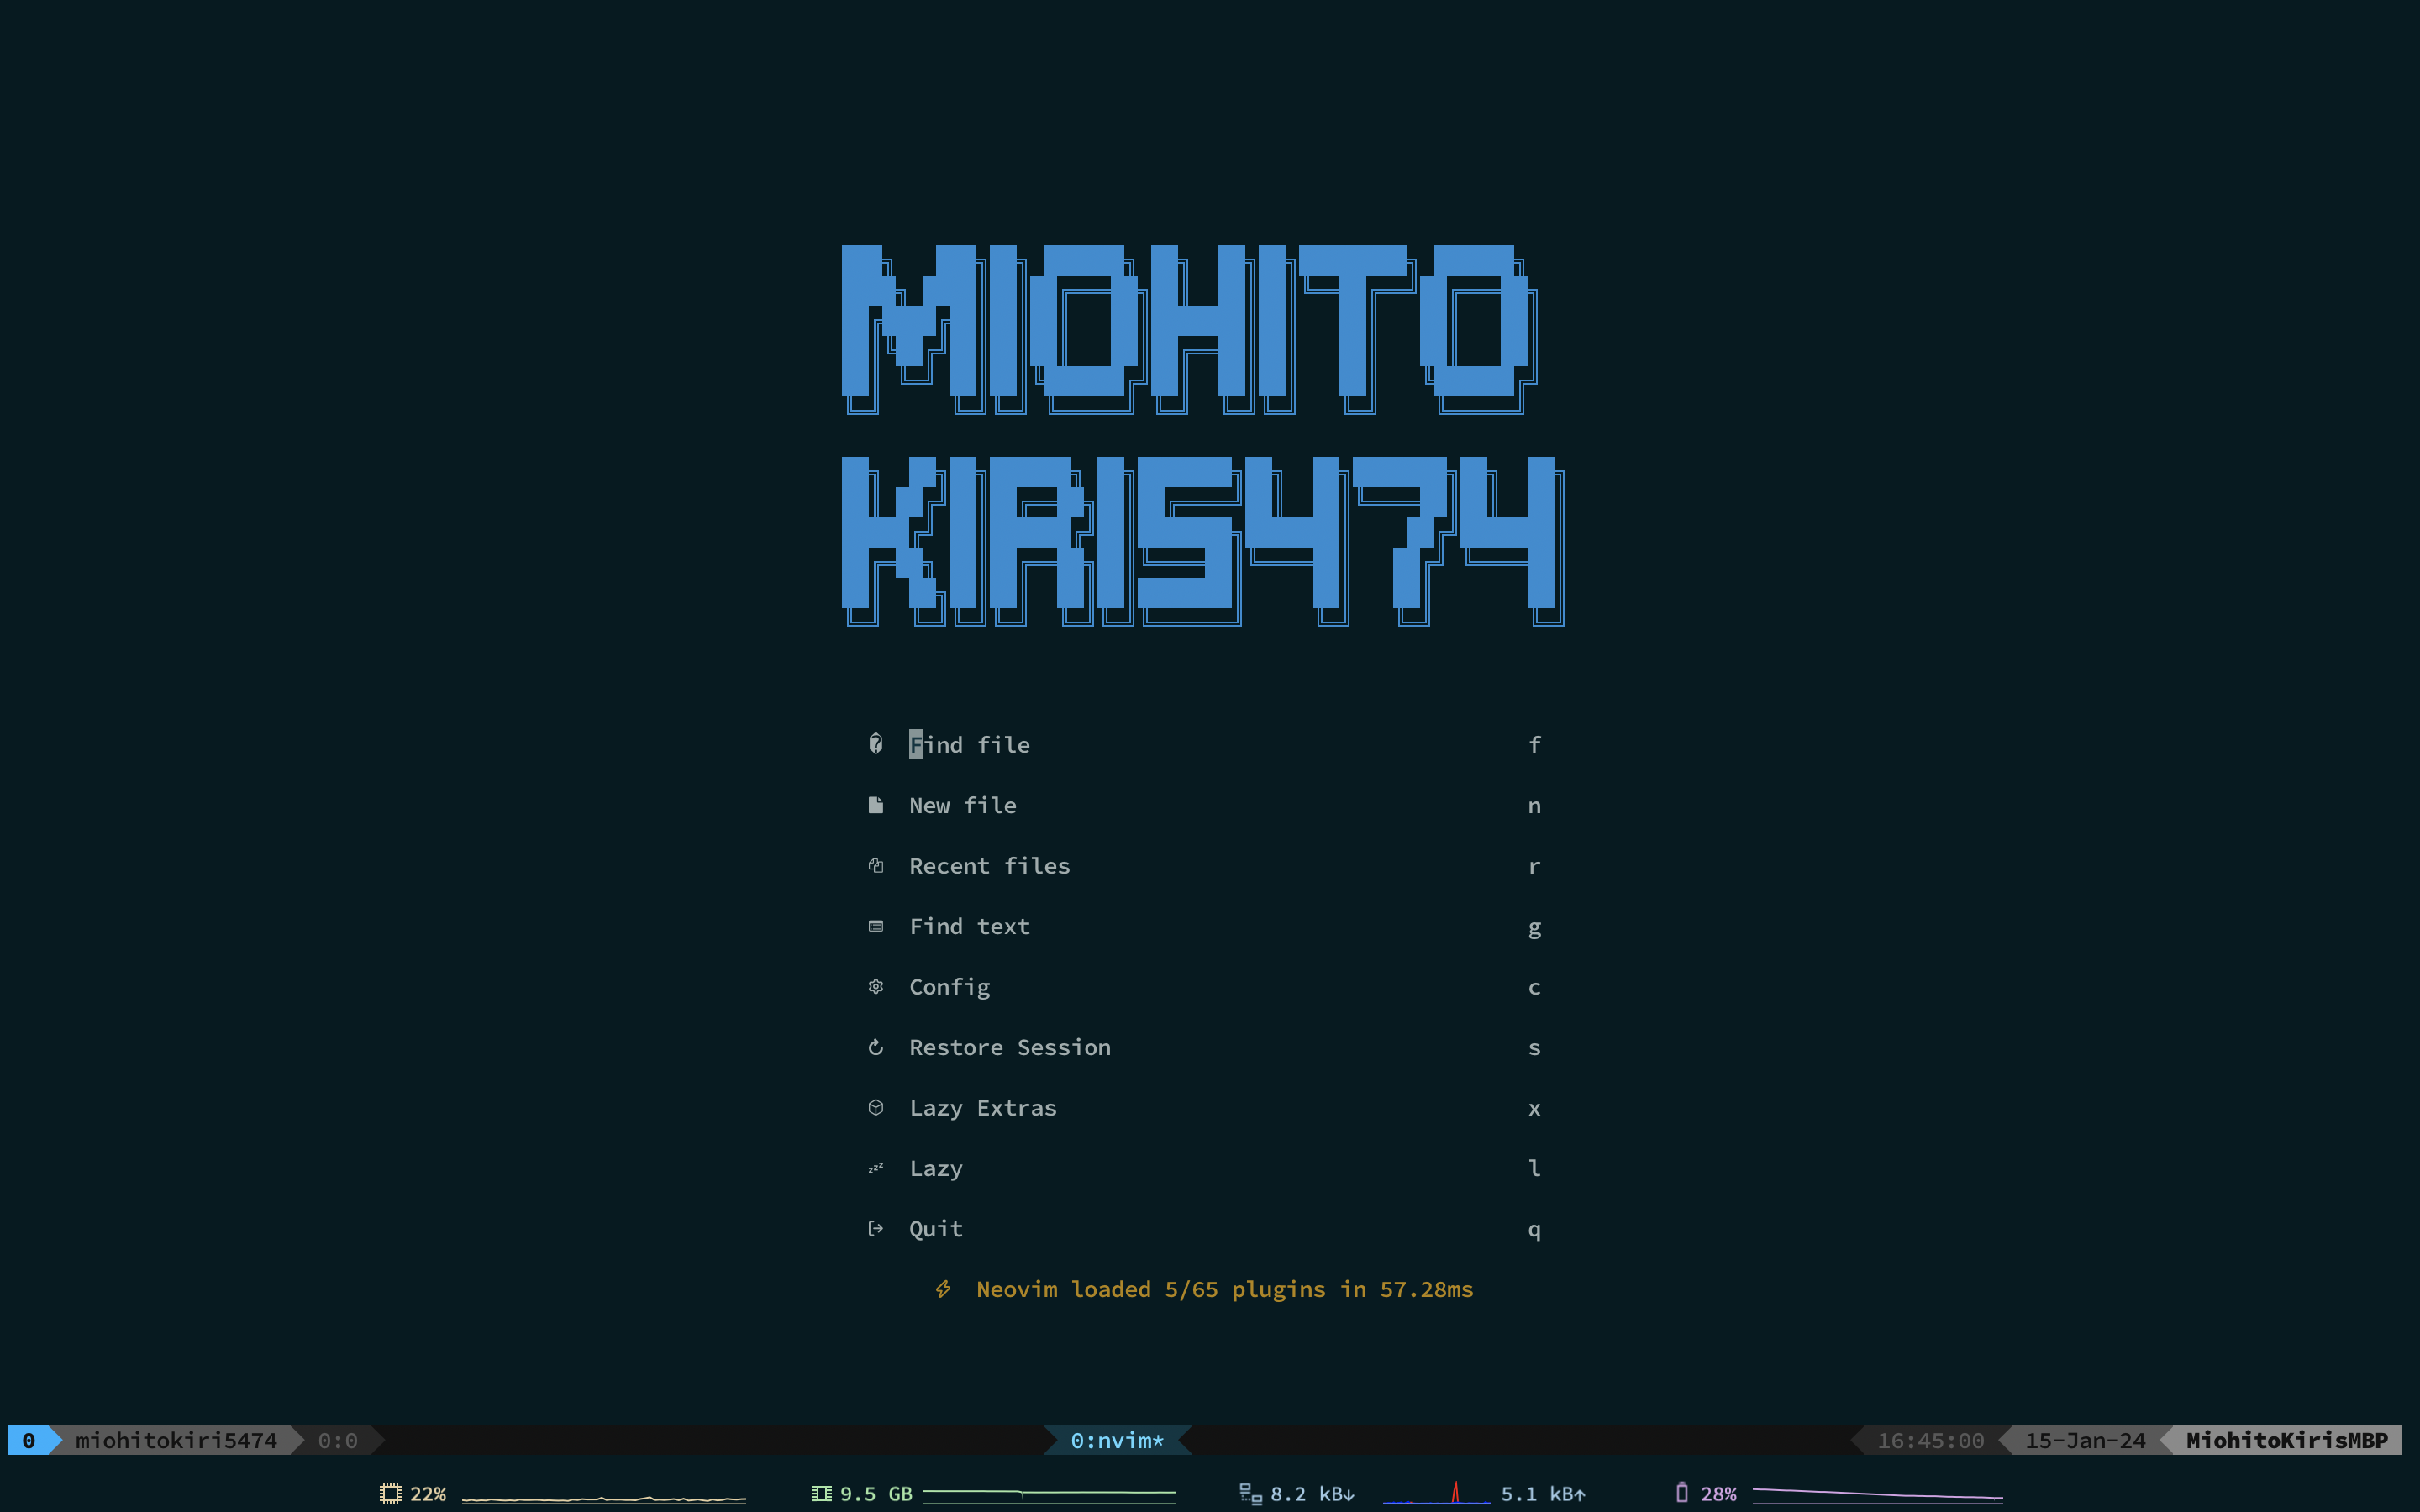 MIOHITO
KIRIS474
Find file f
New file n
Recent files r
Find text g
Config c
Restore Session s
Lazy Extras x
zzz Lazy l
Quit q
Neovim loaded 5/65 plugins in 57.28ms
0 miohitokiri5474 0:0 0:nvim* 16:45:00 15-Jan-24 MiohitoKirisMBP
22% 9.5 GB 8.2 kB↓ 5.1 kB↑ 28%